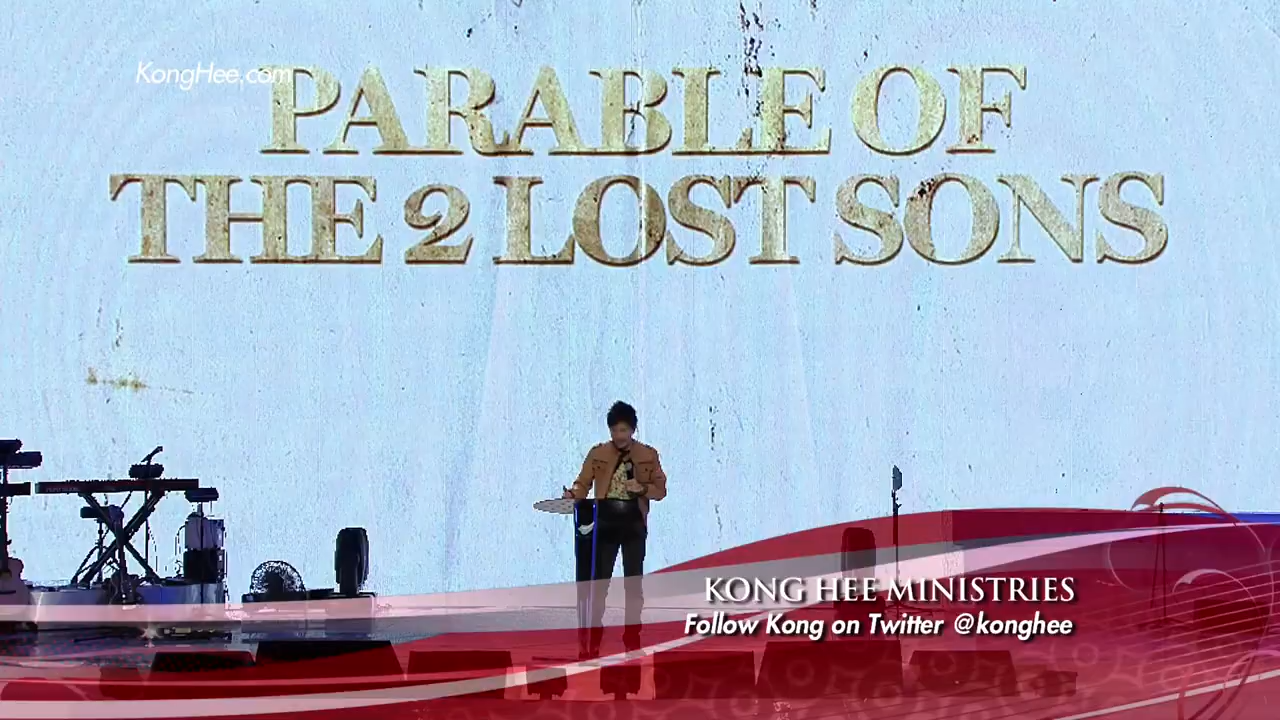 KongHee.com
PARABLE OF
THE 2 LOST SONS
KONG HEE MINISTRIES
Follow Kong on Twitter @konghee